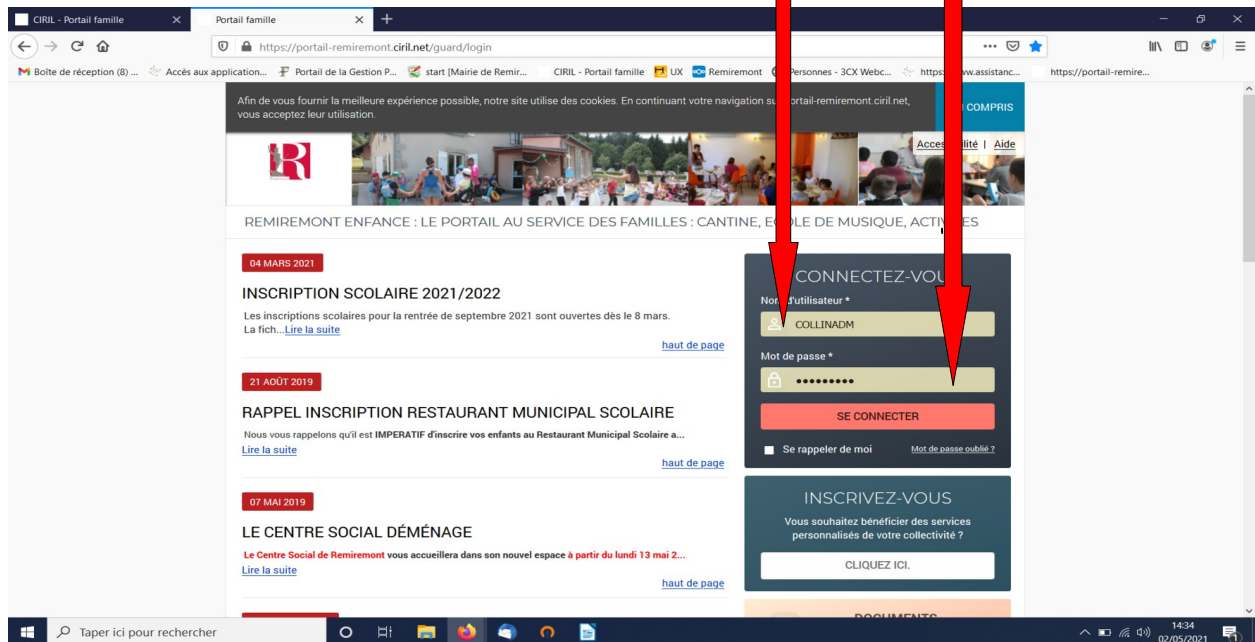 CIRIL - Portail famille
Portail famille
https://portail-remiremont.ciril.net/guard/login
Boîte de réception (8) ...
Accès aux application...
Portail de la Gestion P...
start [Mairie de Remir...
CIRIL - Portail famille
UX
Remiremont
Personnes - 3CX Webc...
https://portail-remire...
Afin de vous fournir la meilleure expérience possible, notre site utilise des cookies. En continuant votre navigation
vous acceptez leur utilisation.
COMPRIS
R
Aide
REMIREMONT ENFANCE : LE PORTAIL AU SERVICE DES FAMILLES : CANTINE, DE MUSIQUE,
04 MARS 2021
INSCRIPTION SCOLAIRE 2021/2022
Les inscriptions scolaires pour la rentrée de septembre 2021 sont ouvertes dès le 8 mars.
La fich...Lire la suite
haut de page
21 AOÛT 2019
RAPPEL INSCRIPTION RESTAURANT MUNICIPAL SCOLAIRE
Nous vous rappelons qu'il est IMPERATIF d'inscrire vos enfants au Restaurant Municipal Scolaire a...
Lire la suite
haut de page
07 MAI 2019
LE CENTRE SOCIAL DÉMÉNAGE
Le Centre Social de Remiremont vous accueillera dans son nouvel espace à partir du lundi 13 mai 2...
Lire la suite
haut de page
CONNECTEZ-VOUS
Nom d'utilisateur *
COLLINADM
Mot de passe *
•••••••••
SE CONNECTER
Se rappeler de moi
Mot de passe oublié ?
INSCRIVEZ-VOUS
Vous souhaitez bénéficier des services
personnalisés de votre collectivité ?
CLIQUEZ ICI.
DOCUMENTS
Taper ici pour rechercher
14:34
02/05/2021